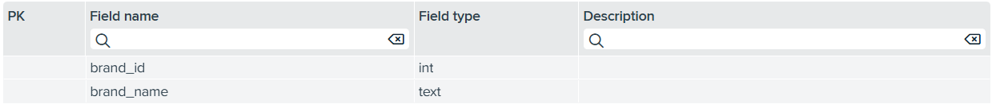 PK Field name Field type Description
brand_id int
brand_name text